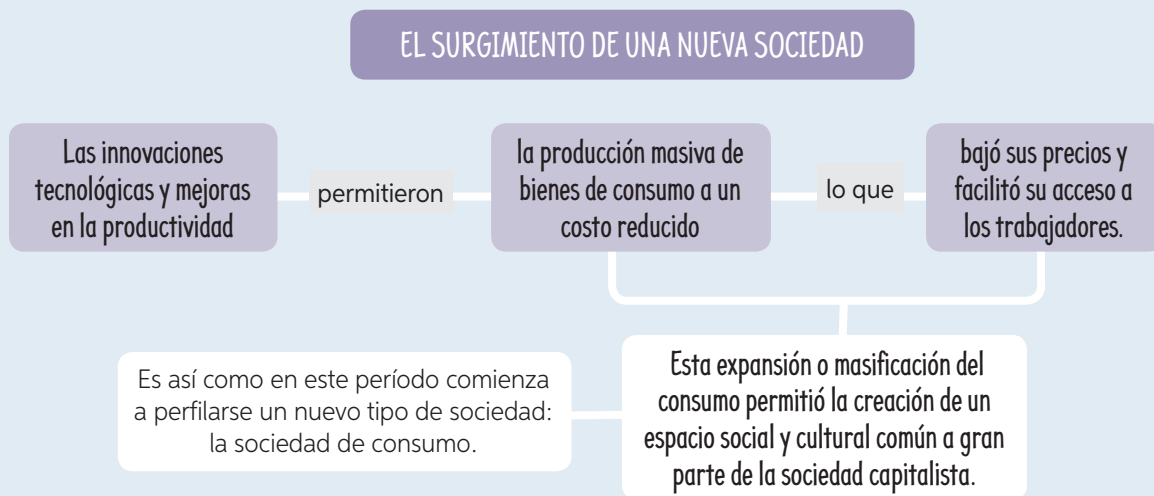 EL SURGIMIENTO DE UNA NUEVA SOCIEDAD
Las innovaciones
tecnológicas y mejoras
en la productividad
permitieron
la producción masiva de
bienes de consumo a un
costo reducido
lo que
bajó sus precios y
facilitó su acceso a
los trabajadores.
Esta expansión o masificación del
consumo permitió la creación de un
espacio social y cultural común a gran
parte de la sociedad capitalista.
Es así como en este período comienza
a perfilarse un nuevo tipo de sociedad:
la sociedad de consumo.